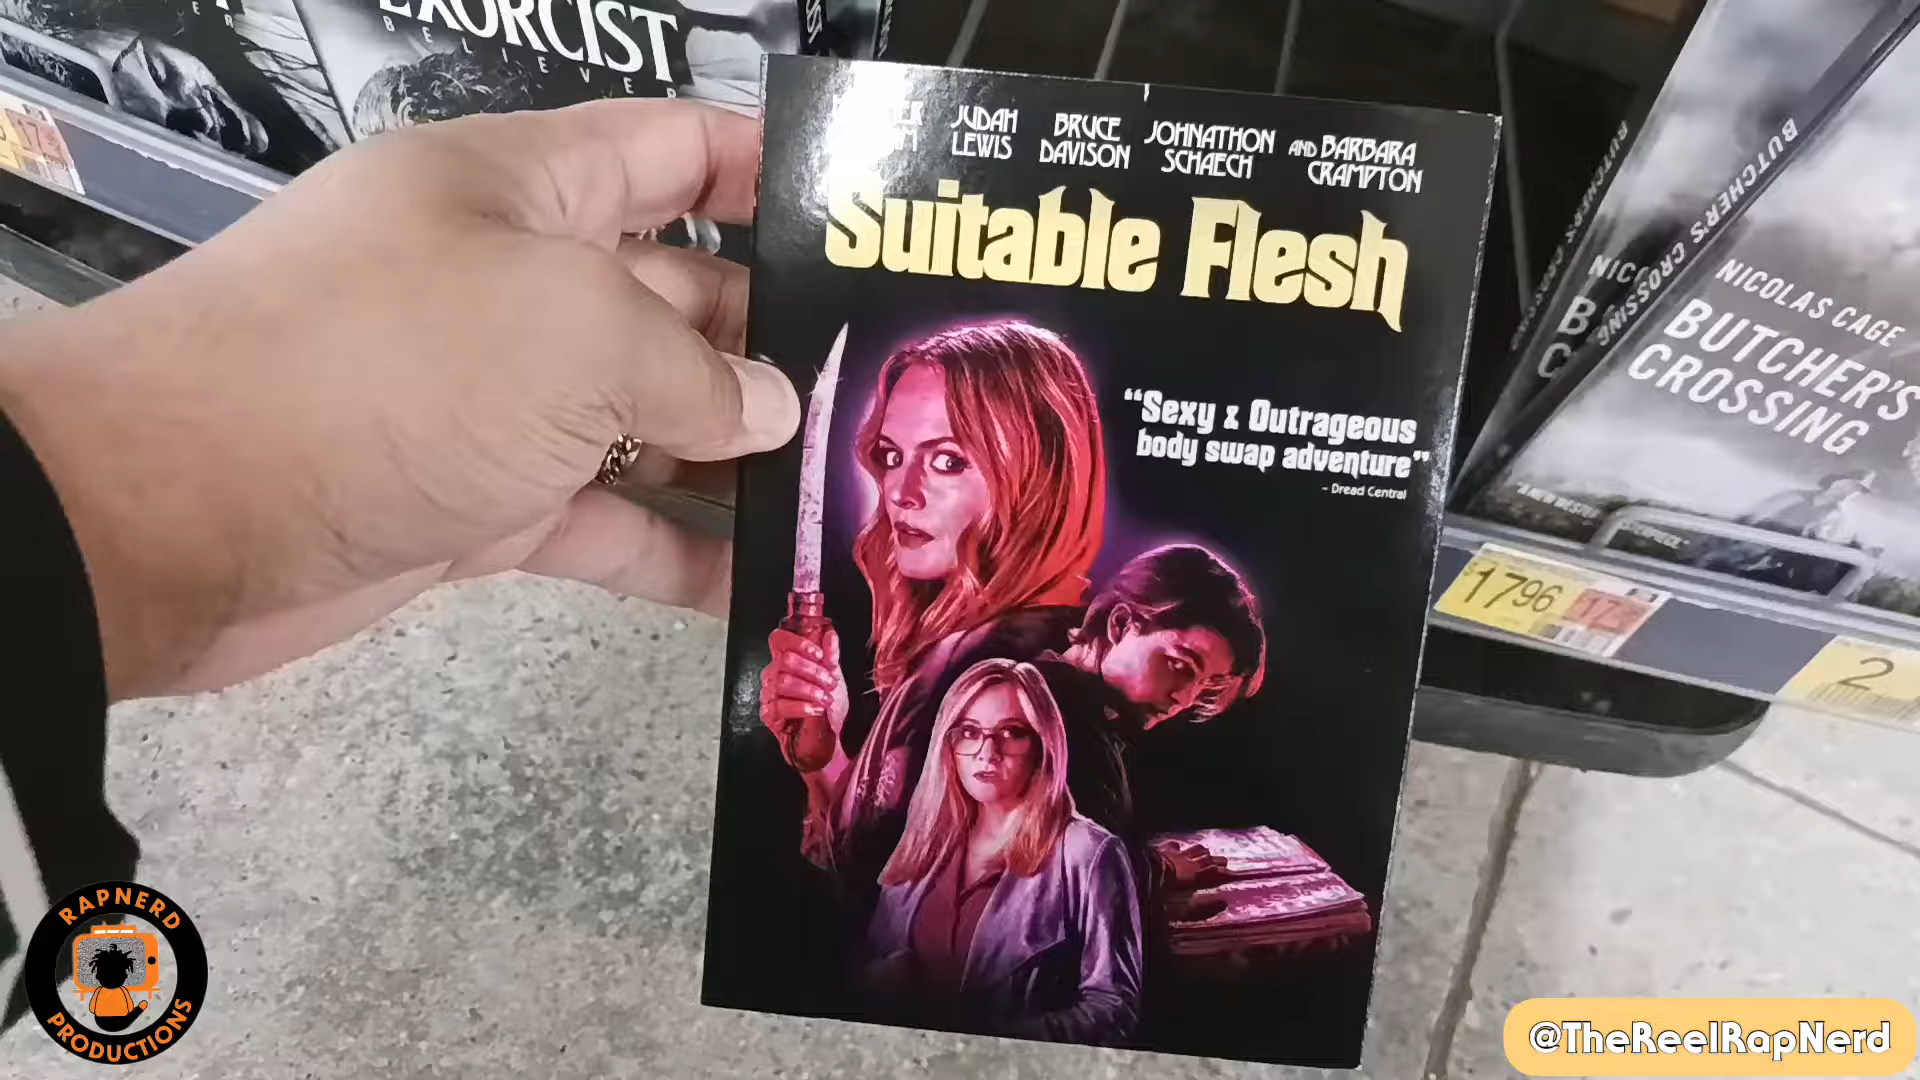 EXORCIST
BELIEVER
JUDAH LEWIS
BRUCE DAVISON
JOHNATHON SCHAECH
AND BARBARA CRAMPTON
Suitable Flesh
“Sexy & Outrageous
body swap adventure”
- Dread Central
BUTCHER'S CROSSING
NICOLAS CAGE
BUTCHER'S
CROSSING
1796
2
RAPNERD
PRODUCTIONS
@TheReelRapNerd